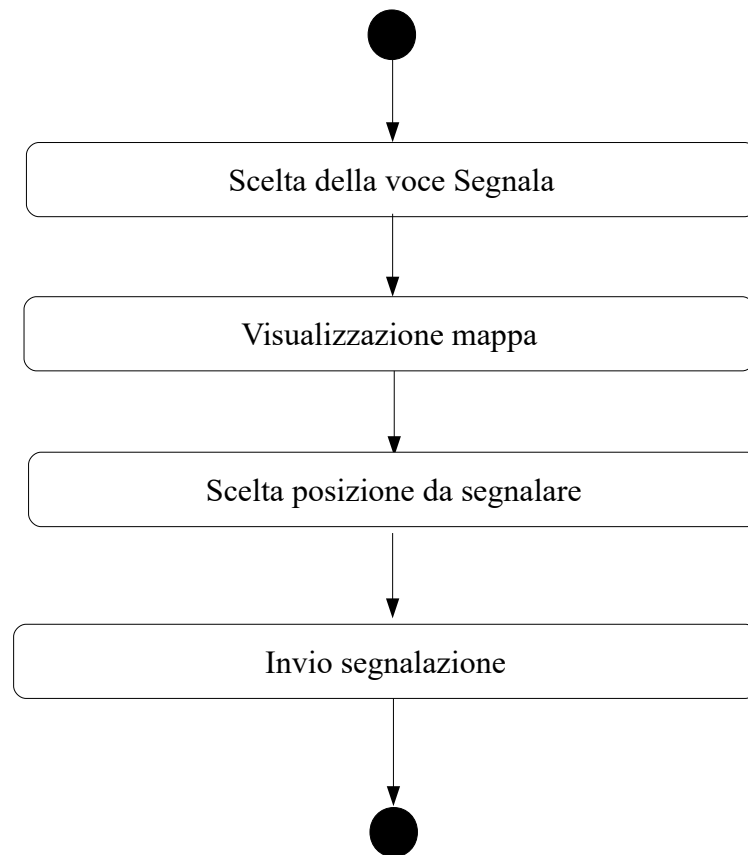 Scelta della voce Segnala
Visualizzazione mappa
Scelta posizione da segnalare
Invio segnalazione